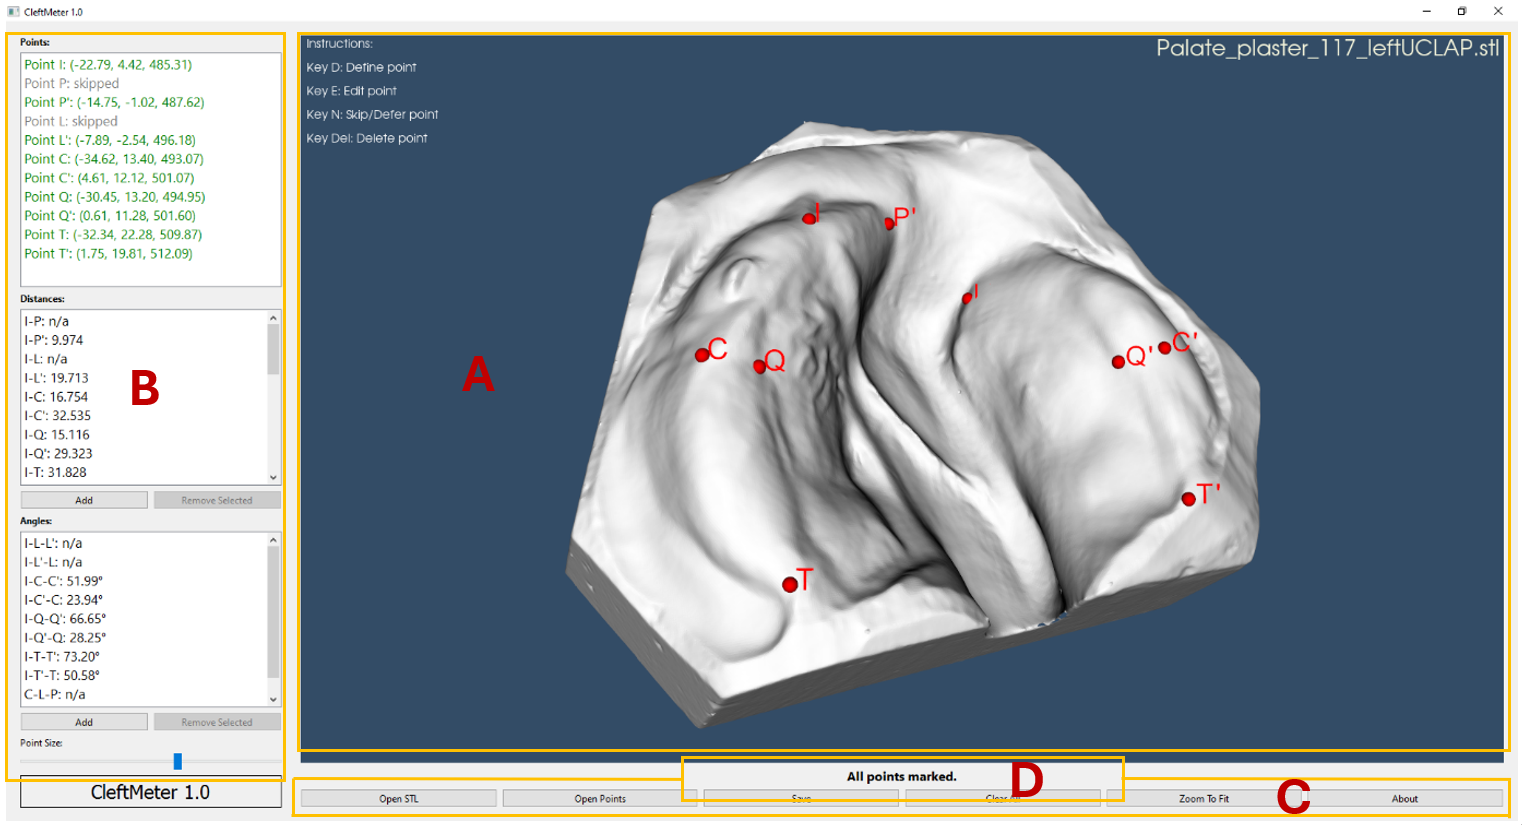 CleftMeter 1.0
Points:
Point I: (-22.79, 4.42, 485.31)
Point P: skipped
Point P': (-14.75, -1.02, 487.62)
Point L: skipped
Point L': (-7.89, -2.54, 496.18)
Point C: (-34.62, 13.40, 493.07)
Point C': (4.61, 12.12, 501.07)
Point Q: (-30.45, 13.20, 494.95)
Point Q': (0.61, 11.28, 501.60)
Point T: (-32.34, 22.28, 509.87)
Point T': (1.75, 19.81, 512.09)
Distances:
I-P: n/a
I-P': 9.974
I-L: n/a
I-L': 19.713
I-C: 16.754
I-C': 32.535
I-Q: 15.116
I-Q': 29.323
I-T: 31.828
B
Add
Remove Selected
Angles:
I-L-L': n/a
I-L'-L: n/a
I-C-C': 51.99°
I-C'-C: 23.94°
I-Q-Q': 66.65°
I-Q'-Q: 28.25°
I-T-T': 73.20°
I-T'-T: 50.58°
C-L-P: n/a
Add
Remove Selected
Point Size:
CleftMeter 1.0
Instructions:
Key D: Define point
Key E: Edit point
Key N: Skip/Defer point
Key Del: Delete point
Palate_plaster_117_leftUCLAP.stl
I
P'
l
C
Q
Q'
C'
A
T'
T
All points marked.
D
Open STL
Open Points
Save
Clear All
Zoom To Fit
C
About